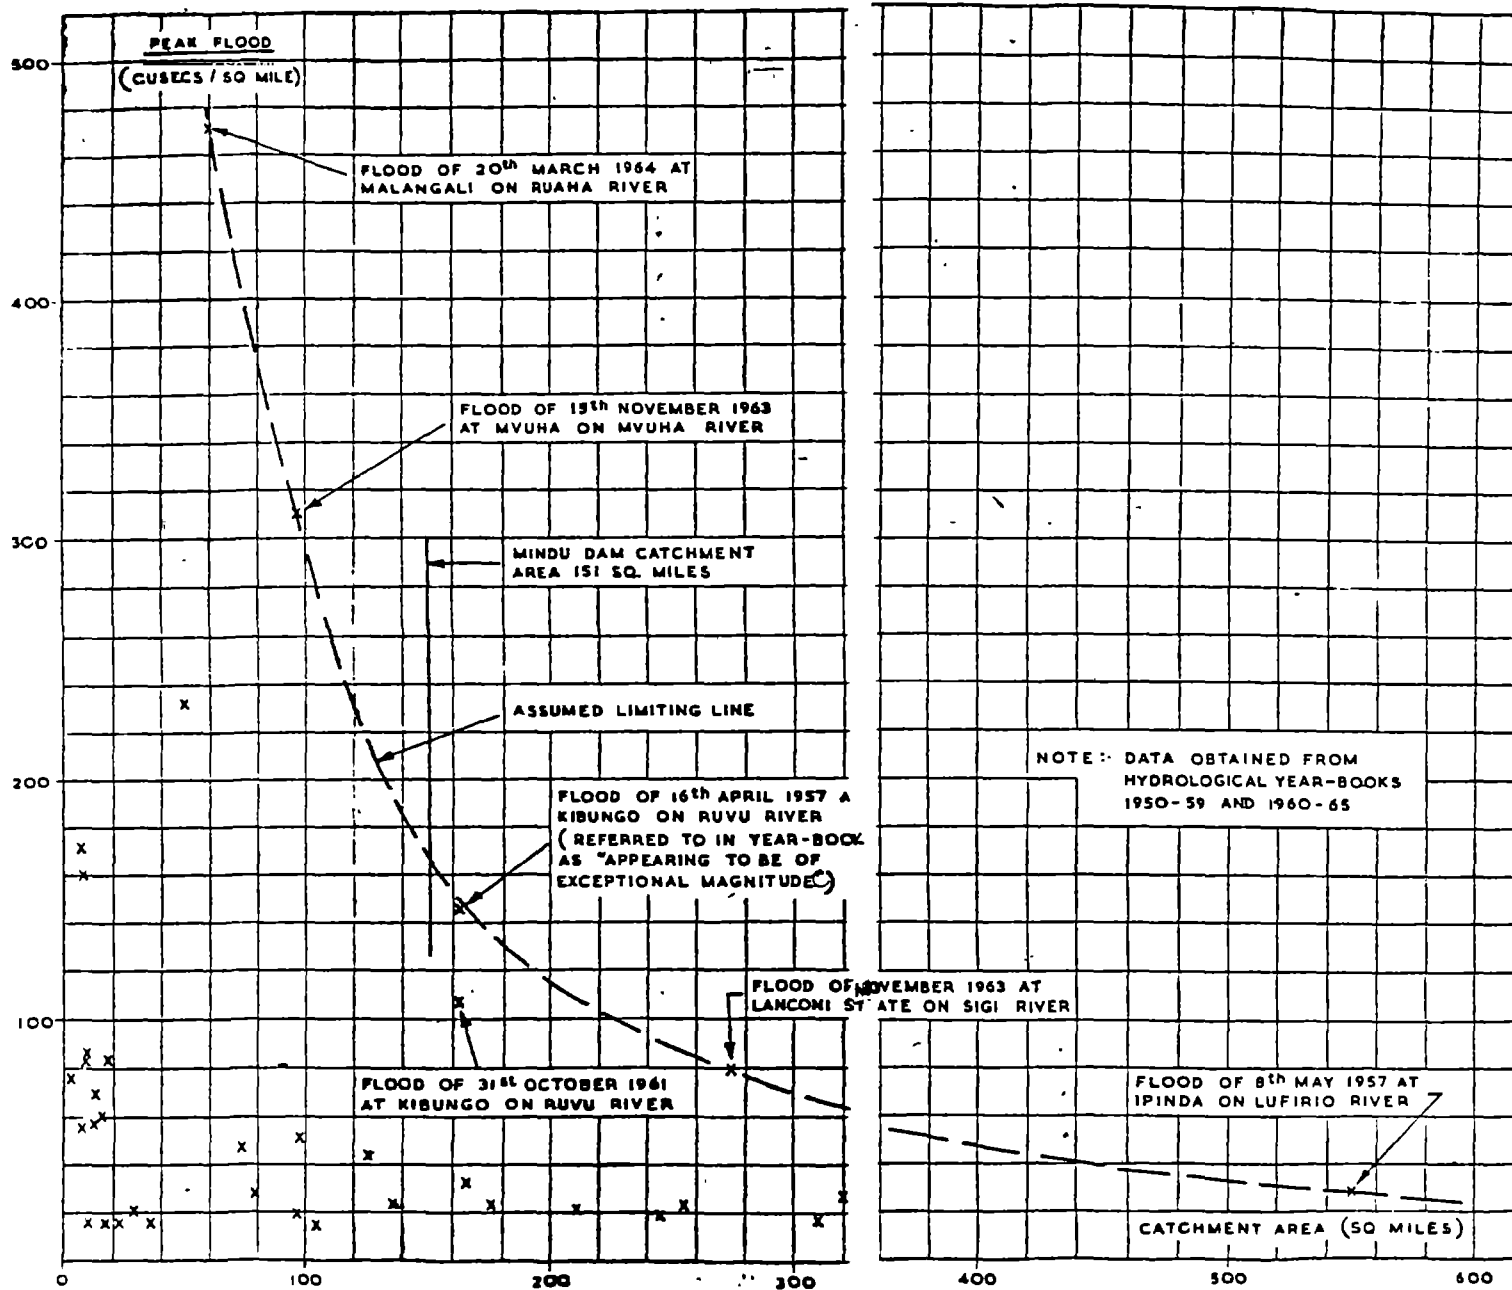 PEAK FLOOD
(CUSECS / SQ MILE)
500
400
300
200
100
FLOOD OF 20th MARCH 1964 AT
MALANGALI ON RUAHA RIVER
FLOOD OF 15th NOVEMBER 1963
AT MVUHA ON MVUHA RIVER
MINDU DAM CATCHMENT
AREA 151 SQ. MILES
ASSUMED LIMITING LINE
NOTE :- DATA OBTAINED FROM
HYDROLOGICAL YEAR-BOOKS
1950-59 AND 1960-65
FLOOD OF 16th APRIL 1957 A
KIBUNGO ON RUVU RIVER
(REFERRED TO IN YEAR-BOOK
AS "APPEARING TO BE OF
EXCEPTIONAL MAGNITUDE")
FLOOD OF NOVEMBER 1963 AT
LANCONI ST ATE ON SIGI RIVER
FLOOD OF 31st OCTOBER 1961
AT KIBUNGO ON RUVU RIVER
FLOOD OF 8th MAY 1957 AT
IPINDA ON LUFIRIO RIVER
CATCHMENT AREA (SQ MILES)
0 100 200 300 400 500 600